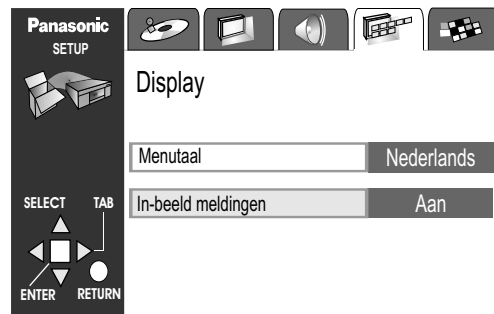 Panasonic
SETUP
Display
Menutaal Nederlands
In-beeld meldingen Aan
SELECT TAB
ENTER RETURN